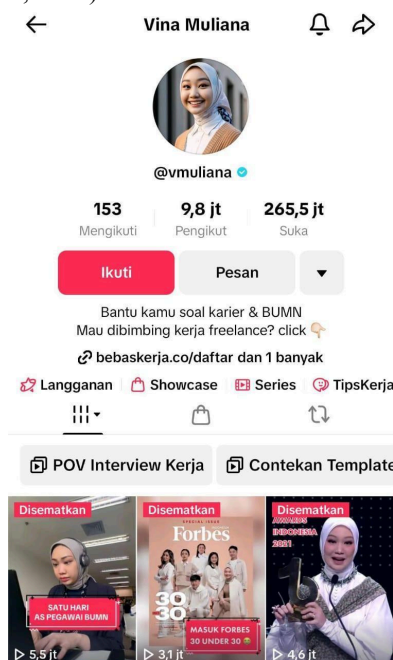 Vina Muliana
@vmuliana
153
Mengikuti
9,8 jt
Pengikut
265,5 jt
Suka
Ikuti
Pesan
Bantu kamu soal karier & BUMN
Mau dibimbing kerja freelance? click 👇🏻
bebaskerja.co/daftar dan 1 banyak
Langganan
Showcase
Series
TipsKerja
POV Interview Kerja
Contekan Template
Disematkan
SATU HARI
AS PEGAWAI BUMN
5,5 jt
Disematkan
SPECIAL ISSUE
Forbes
30
30
MASUK FORBES
30 UNDER 30 😭
3,1 jt
Disematkan
AWARDS
INDONESIA
2021
4,6 jt